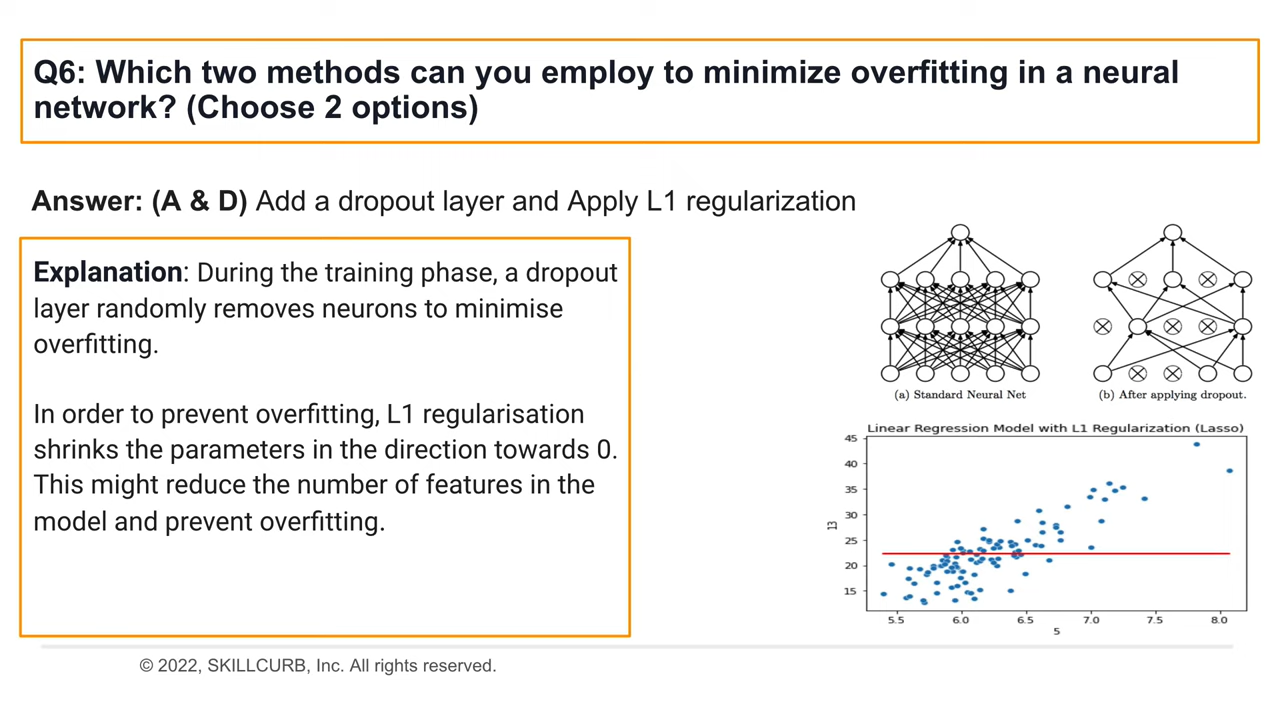 Q6: Which two methods can you employ to minimize overfitting in a neural
network? (Choose 2 options)
Answer: (A & D) Add a dropout layer and Apply L1 regularization
Explanation: During the training phase, a dropout
layer randomly removes neurons to minimise
overfitting.
In order to prevent overfitting, L1 regularisation
shrinks the parameters in the direction towards 0.
This might reduce the number of features in the
model and prevent overfitting.
(a) Standard Neural Net
(b) After applying dropout.
Linear Regression Model with L1 Regularization (Lasso)
45
40
35
30
25
20
15
13
5.5 6.0 6.5 7.0 7.5 8.0
5
© 2022, SKILLCURB, Inc. All rights reserved.